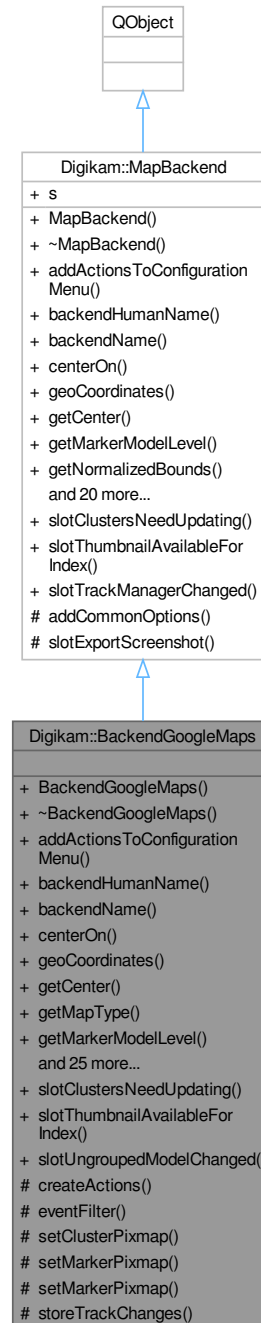 QObject
Digikam::MapBackend
+ s
+ MapBackend()
+ ~MapBackend()
+ addActionsToConfiguration
Menu()
+ backendHumanName()
+ backendName()
+ centerOn()
+ geoCoordinates()
+ getCenter()
+ getMarkerModelLevel()
+ getNormalizedBounds()
and 20 more...
+ slotClustersNeedUpdating()
+ slotThumbnailAvailableFor
Index()
+ slotTrackManagerChanged()
# addCommonOptions()
# slotExportScreenshot()
Digikam::BackendGoogleMaps
+ BackendGoogleMaps()
+ ~BackendGoogleMaps()
+ addActionsToConfiguration
Menu()
+ backendHumanName()
+ backendName()
+ centerOn()
+ geoCoordinates()
+ getCenter()
+ getMapType()
+ getMarkerModelLevel()
and 25 more...
+ slotClustersNeedUpdating()
+ slotThumbnailAvailableFor
Index()
+ slotUngroupedModelChanged(
# createActions()
# eventFilter()
# setClusterPixmap()
# setMarkerPixmap()
# setMarkerPixmap()
# storeTrackChanges()